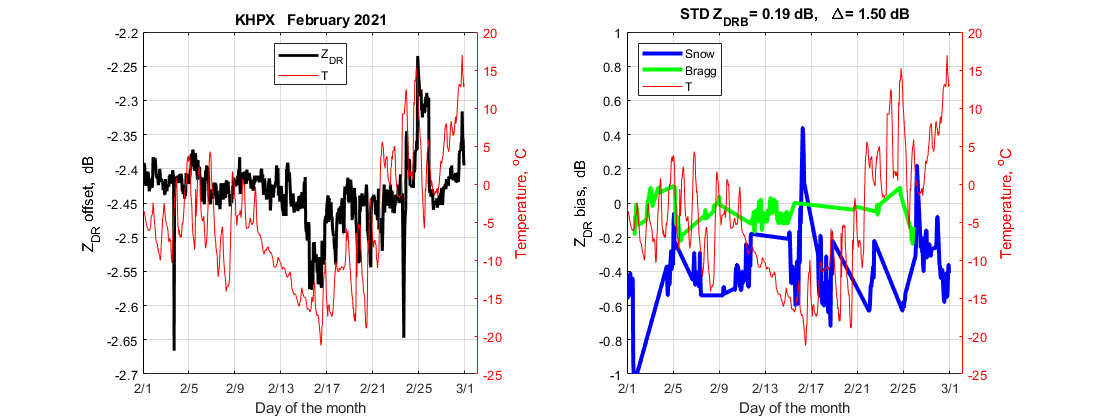 KHPX February 2021
Z_DR
T
-2.2
-2.25
-2.3
-2.35
-2.4
-2.45
-2.5
-2.55
-2.6
-2.65
-2.7
Z_DR offset, dB
20
15
10
5
0
-5
-10
-15
-20
-25
Temperature, °C
2/1 2/5 2/9 2/13 2/17 2/21 2/25 3/1
Day of the month
STD Z_DRB = 0.19 dB, Δ = 1.50 dB
Snow
Bragg
T
1
0.8
0.6
0.4
0.2
0
-0.2
-0.4
-0.6
-0.8
-1
Z_DR bias, dB
20
15
10
5
0
-5
-10
-15
-20
-25
Temperature, °C
2/1 2/5 2/9 2/13 2/17 2/21 2/25 3/1
Day of the month